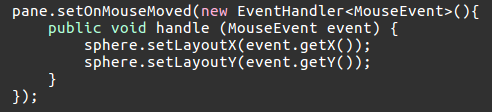 pane.setOnMouseMoved(new EventHandler<MouseEvent>(){
    public void handle (MouseEvent event) {
        sphere.setLayoutX(event.getX());
        sphere.setLayoutY(event.getY());
    }
});